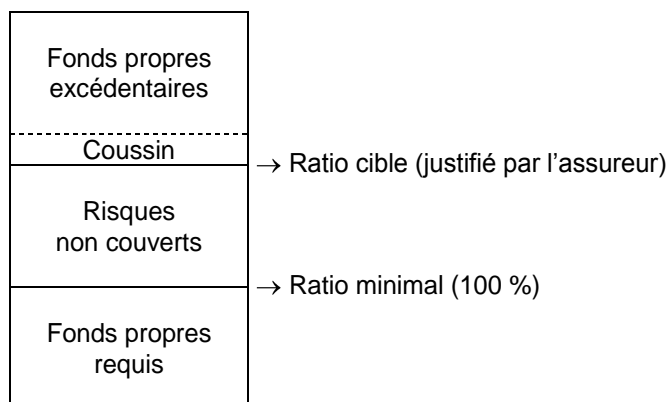 Fonds propres
excédentaires
Coussin
→ Ratio cible (justifié par l'assureur)
Risques
non couverts
→ Ratio minimal (100 %)
Fonds propres
requis